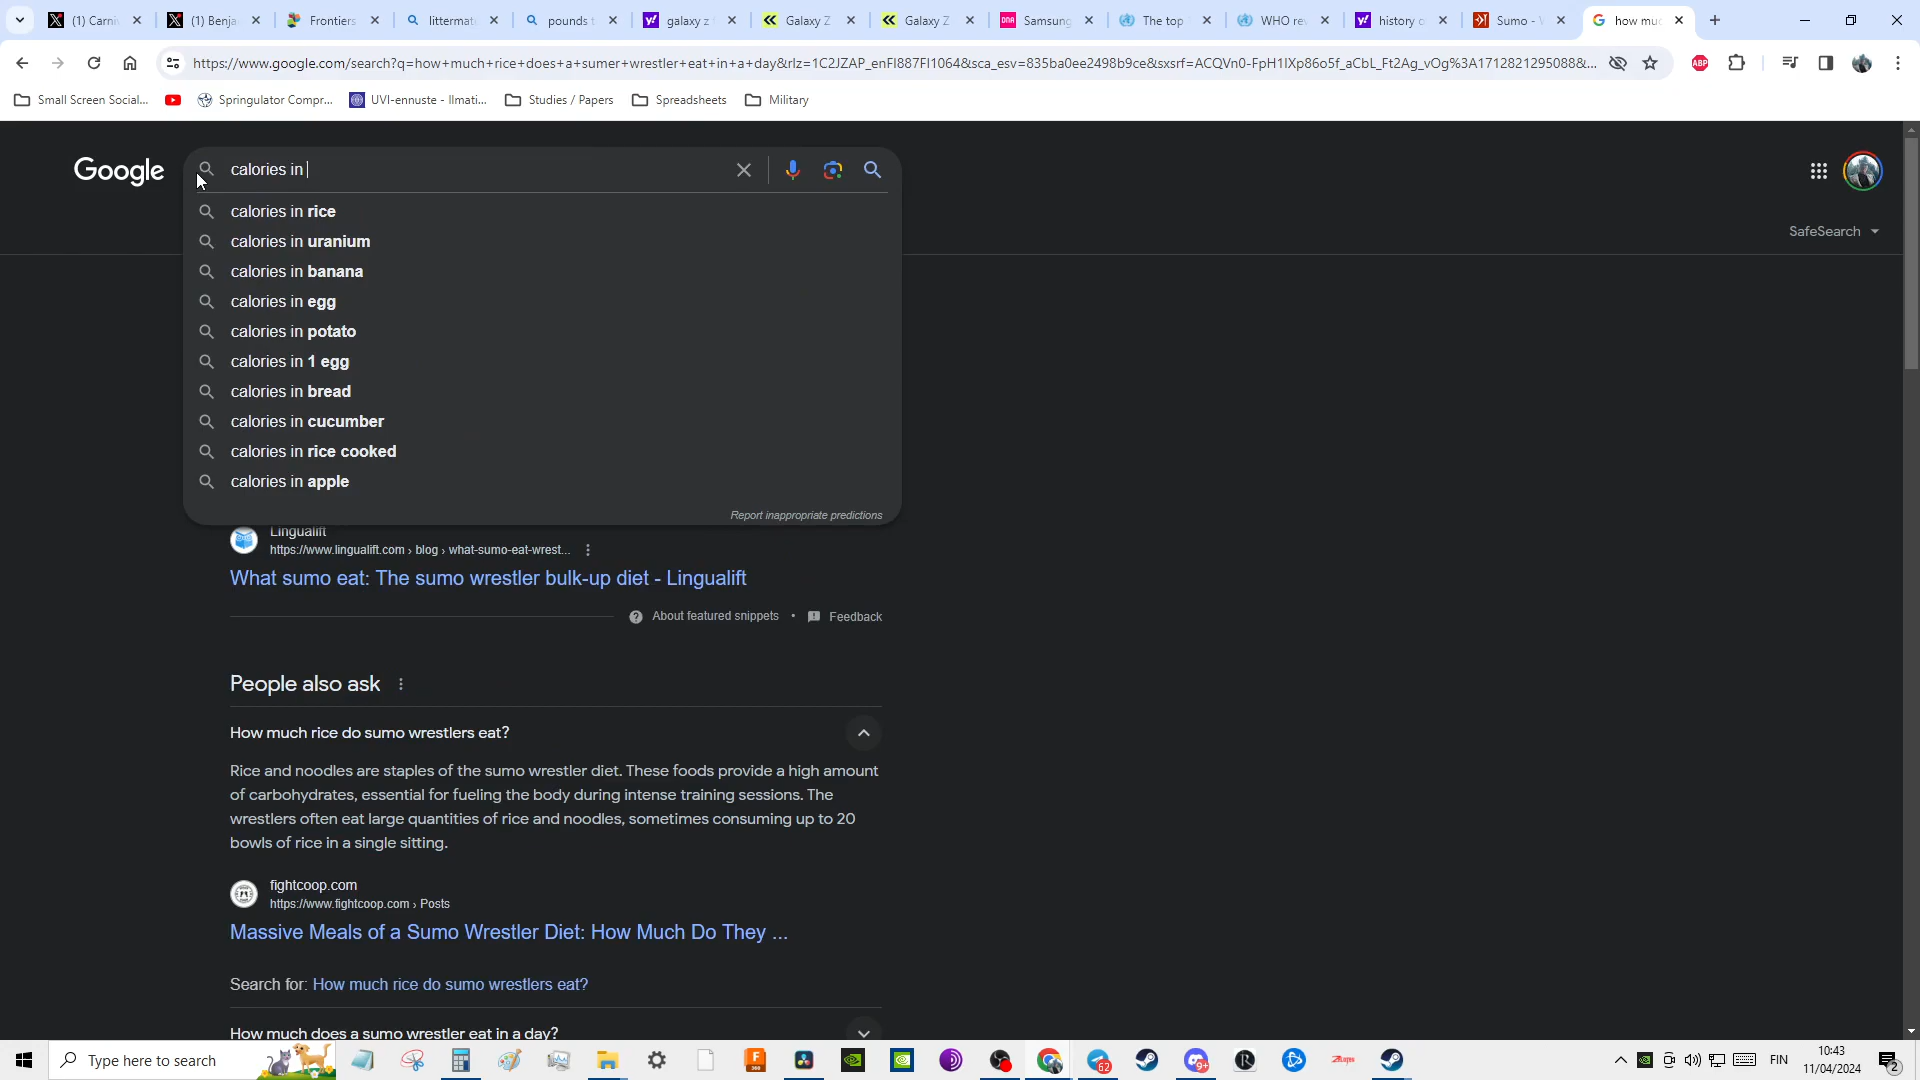 (1) Carni
(1) Benja
Frontiers
littermate
pounds t
galaxy z
Galaxy Z
Galaxy Z
Samsung
The top
WHO rev
history o
Sumo - W
how muc
https://www.google.com/search?q=how+much+rice+does+a+sumer+wrestler+eat+in+a+day&rlz=1C2JZAP_enFI887FI1064&sca_esv=835ba0ee2498b9ce&sxsrf=ACQVn0-FpH1IXp86o5f_aCbL_Ft2Ag_vOg%3A1712821295088&...
Small Screen Social...
Springulator Compr...
UVI-ennuste - Ilmati...
Studies / Papers
Spreadsheets
Military
Google
calories in
SafeSearch
calories in rice
calories in uranium
calories in banana
calories in egg
calories in potato
calories in 1 egg
calories in bread
calories in cucumber
calories in rice cooked
calories in apple
Report inappropriate predictions
Lingualift
https://www.lingualift.com › blog › what-sumo-eat-wrest...
What sumo eat: The sumo wrestler bulk-up diet - Lingualift
About featured snippets • Feedback
People also ask
How much rice do sumo wrestlers eat?
Rice and noodles are staples of the sumo wrestler diet. These foods provide a high amount
of carbohydrates, essential for fueling the body during intense training sessions. The
wrestlers often eat large quantities of rice and noodles, sometimes consuming up to 20
bowls of rice in a single sitting.
fightcoop.com
https://www.fightcoop.com › Posts
Massive Meals of a Sumo Wrestler Diet: How Much Do They ...
Search for: How much rice do sumo wrestlers eat?
How much does a sumo wrestler eat in a day?
Type here to search
FIN
10:43
11/04/2024